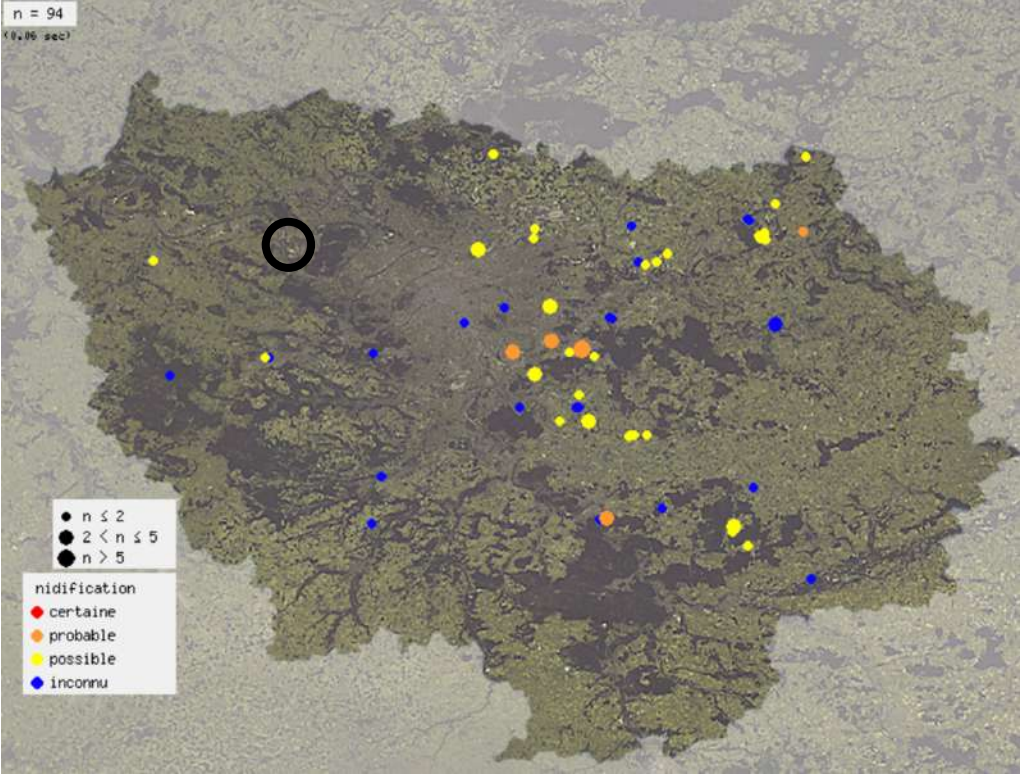 n = 94
(0.06 sec)
n ≤ 2
2 < n ≤ 5
n > 5
nidification
certaine
probable
possible
inconnu